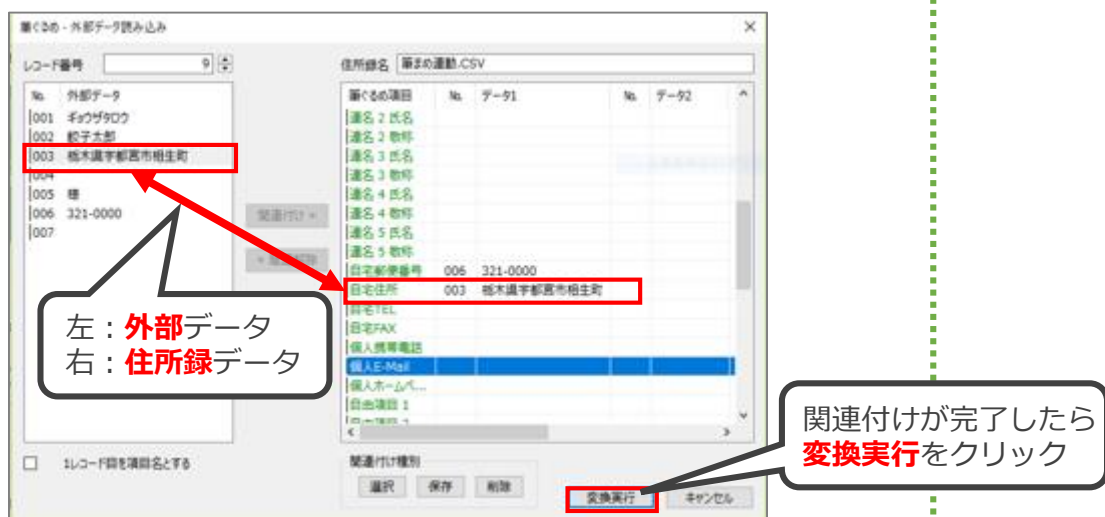 筆ぐるめ - 外部データ読み込み
レコード番号 9
住所録名 筆まめ運動.CSV
No. 外部データ
001 ギョウザタロウ
002 餃子太郎
003 栃木県宇都宮市相生町
004
005 様
006 321-0000
007
関連付け »
筆ぐるめ項目 No. データ1 No. データ2
連名 2 氏名
連名 2 敬称
連名 3 氏名
連名 3 敬称
連名 4 氏名
連名 4 敬称
連名 5 氏名
連名 5 敬称
自宅郵便番号 006 321-0000
自宅住所 003 栃木県宇都宮市相生町
自宅TEL
自宅FAX
個人携帯電話
個人E-Mail
個人ホームペ...
自由項目 1
左：外部データ
右：住所録データ
1レコード目を項目名とする
関連付け種別
選択 保存 削除
変換実行 キャンセル
関連付けが完了したら
変換実行をクリック